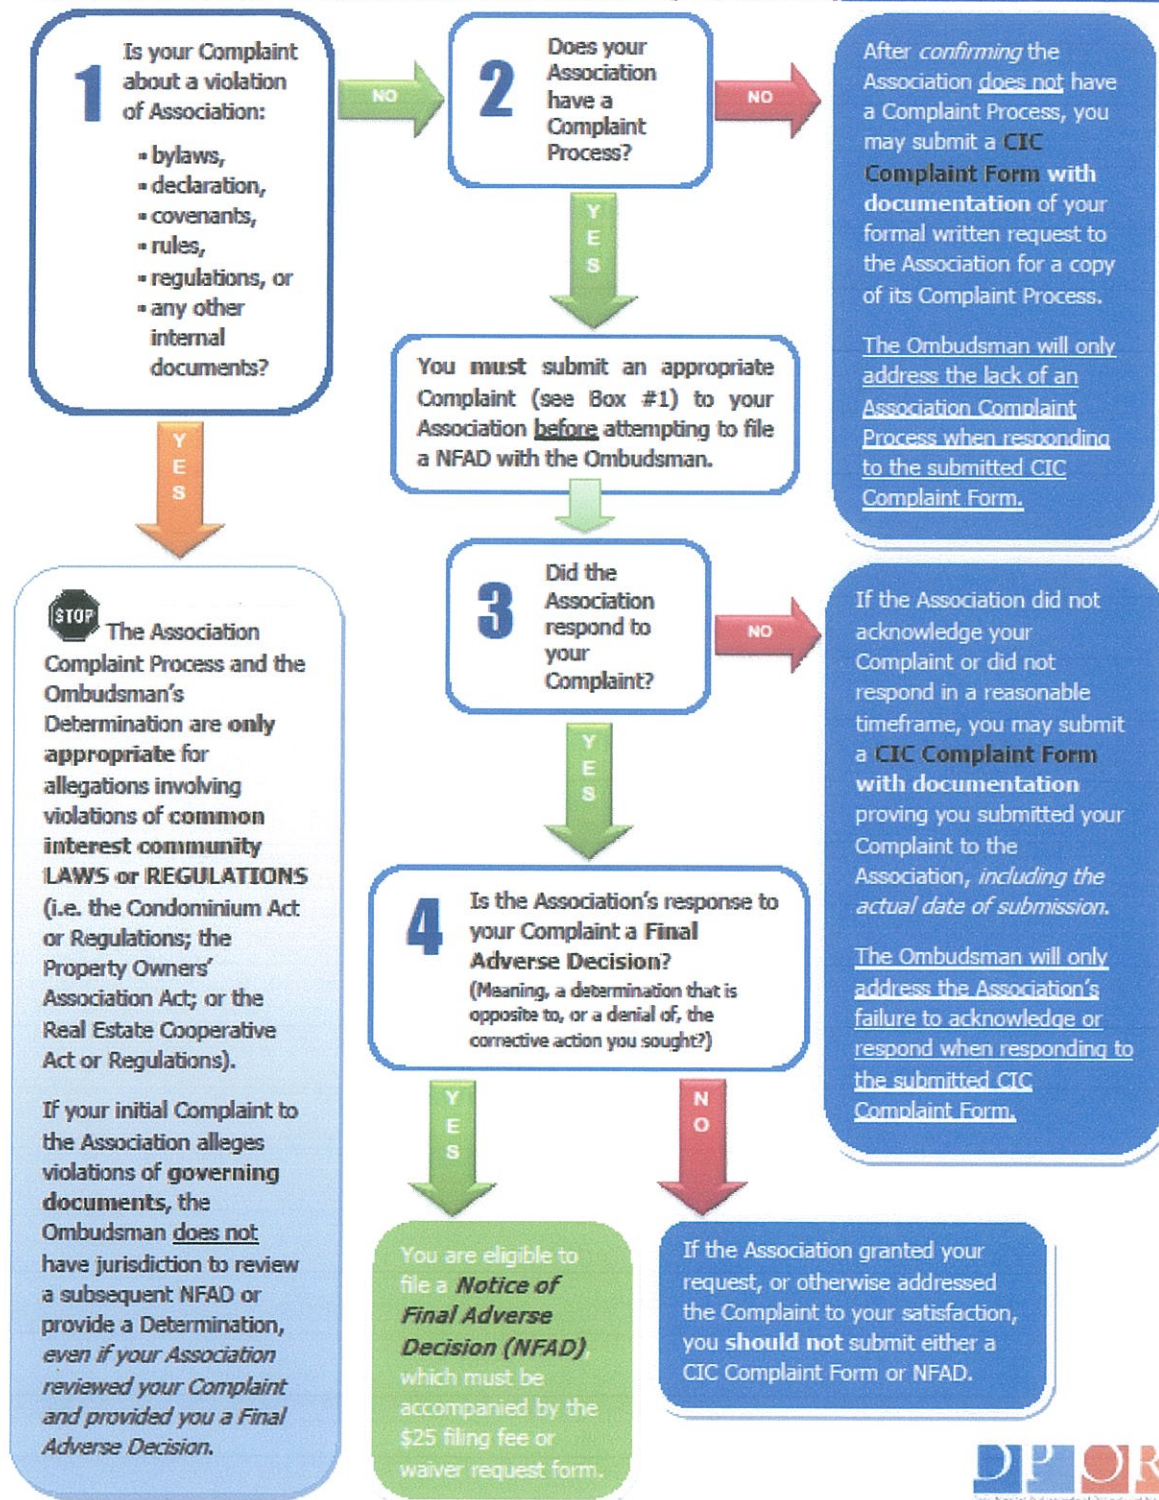 1
Is your Complaint
about a violation
of Association:
▪ bylaws,
▪ declaration,
▪ covenants,
▪ rules,
▪ regulations, or
▪ any other
internal
documents?
NO
2
Does your
Association
have a
Complaint
Process?
NO
After confirming the
Association does not have
a Complaint Process, you
may submit a CIC
Complaint Form with
documentation of your
formal written request to
the Association for a copy
of its Complaint Process.
The Ombudsman will only
address the lack of an
Association Complaint
Process when responding
to the submitted CIC
Complaint Form.
YES
YES
You must submit an appropriate
Complaint (see Box #1) to your
Association before attempting to file
a NFAD with the Ombudsman.
STOP
The Association
Complaint Process and the
Ombudsman's
Determination are only
appropriate for
allegations involving
violations of common
interest community
LAWS or REGULATIONS
(i.e. the Condominium Act
or Regulations; the
Property Owners'
Association Act; or the
Real Estate Cooperative
Act or Regulations).
If your initial Complaint to
the Association alleges
violations of governing
documents, the
Ombudsman does not
have jurisdiction to review
a subsequent NFAD or
provide a Determination,
even if your Association
reviewed your Complaint
and provided you a Final
Adverse Decision.
3
Did the
Association
respond to
your
Complaint?
NO
If the Association did not
acknowledge your
Complaint or did not
respond in a reasonable
timeframe, you may submit
a CIC Complaint Form
with documentation
proving you submitted your
Complaint to the
Association, including the
actual date of submission.
The Ombudsman will only
address the Association's
failure to acknowledge or
respond when responding to
the submitted CIC
Complaint Form.
YES
4
Is the Association's response to
your Complaint a Final
Adverse Decision?
(Meaning, a determination that is
opposite to, or a denial of, the
corrective action you sought?)
YES
NO
You are eligible to
file a Notice of
Final Adverse
Decision (NFAD),
which must be
accompanied by the
$25 filing fee or
waiver request form.
If the Association granted your
request, or otherwise addressed
the Complaint to your satisfaction,
you should not submit either a
CIC Complaint Form or NFAD.
DPOR